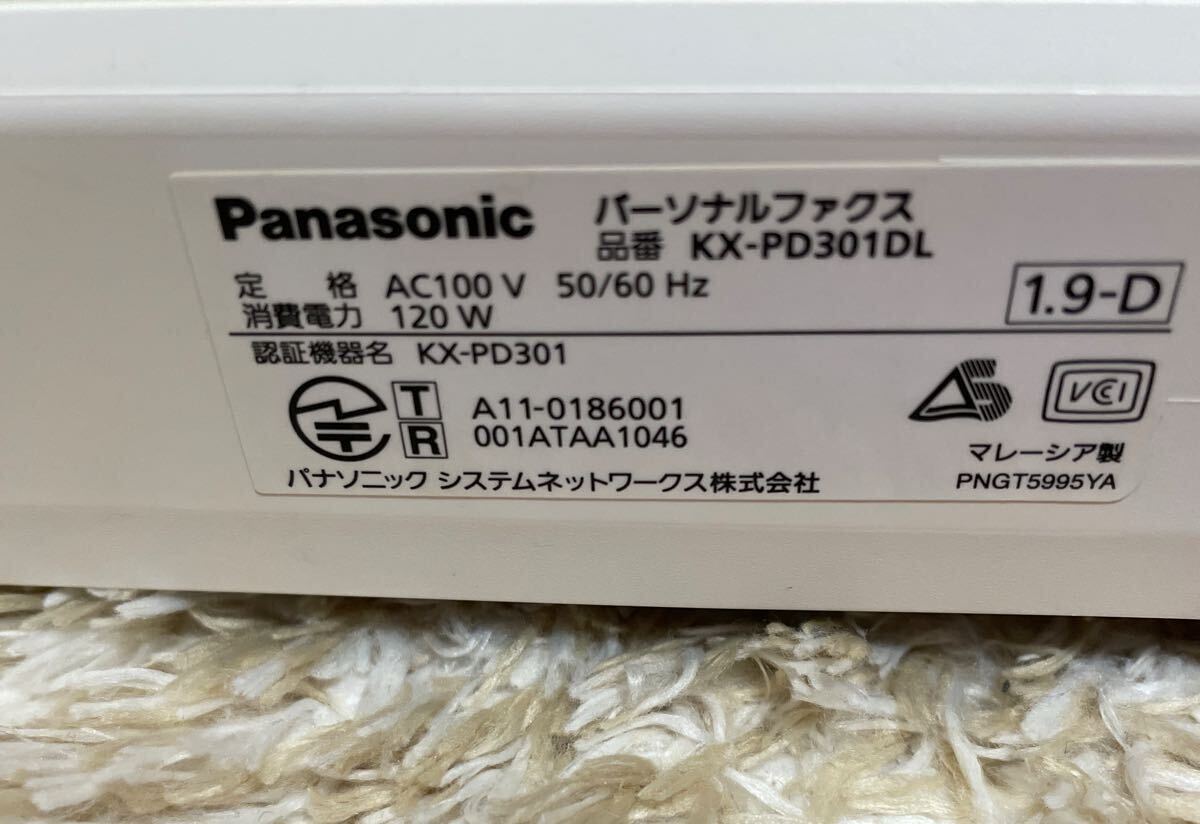 Panasonic パーソナルファクス
品番 KX-PD301DL
定 格 AC100 V 50/60 Hz
消費電力 120 W
1.9-D
認証機器名 KX-PD301
T A11-0186001
R 001ATAA1046
VCI
マレーシア製
パナソニック システムネットワークス株式会社 PNGT5995YA